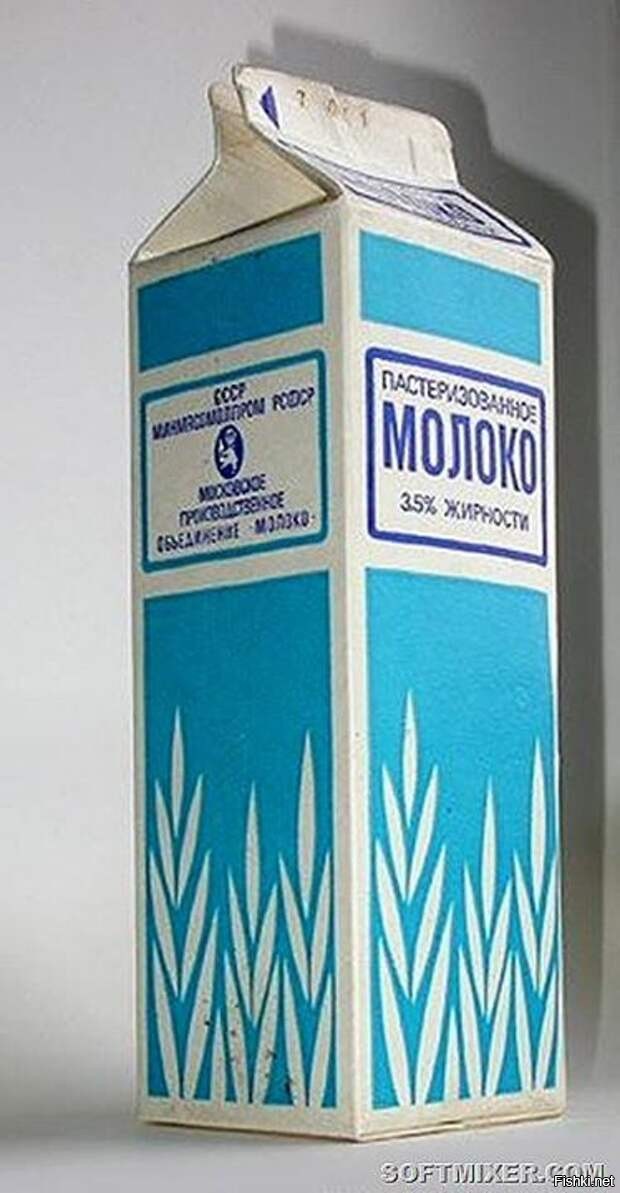 СССР
МИНМЯСОМОЛПРОМ РСФСР
МОСКОВСКОЕ
ПРОИЗВОДСТВЕННОЕ
ОБЪЕДИНЕНИЕ -МОЛОКО-
ПАСТЕРИЗОВАННОЕ
МОЛОКО
3.5% ЖИРНОСТИ
SOFTMIXER.COM
Fishki.net